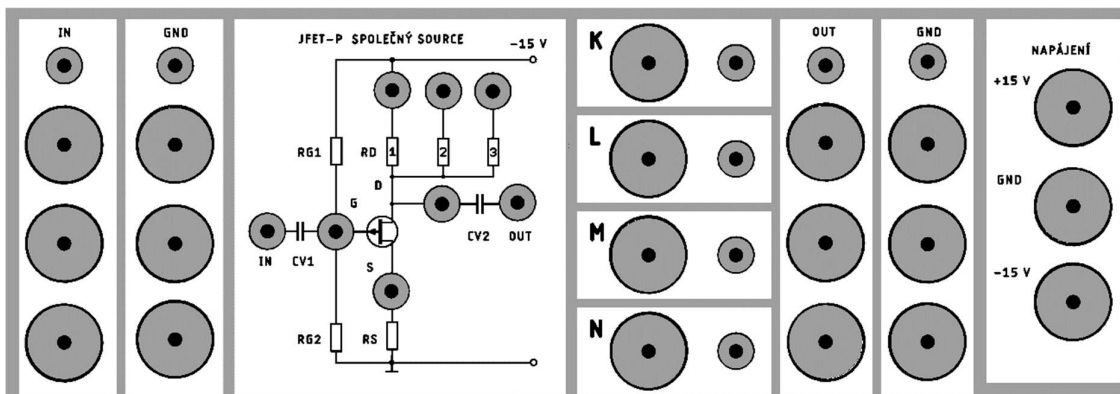 IN
GND
JFET-P SPOLEČNÝ SOURCE
-15 V
RG1
RD
1
2
3
D
G
IN
CV1
S
CV2
OUT
RG2
RS
K
L
M
N
OUT
GND
NAPÁJENÍ
+15 V
GND
-15 V